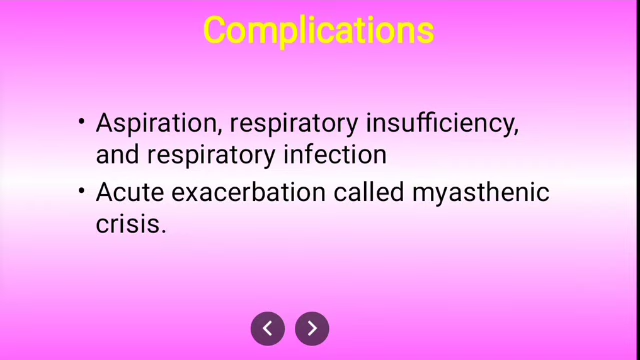 Complications
• Aspiration, respiratory insufficiency,
and respiratory infection
• Acute exacerbation called myasthenic
crisis.